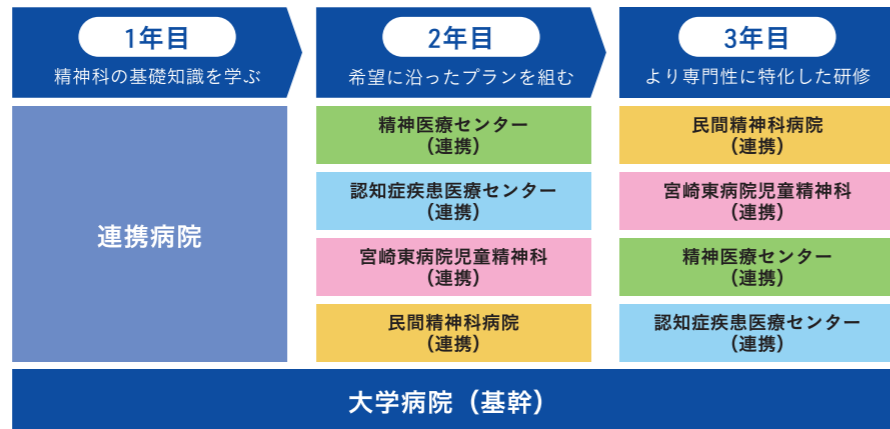 1年目
精神科の基礎知識を学ぶ
2年目
希望に沿ったプランを組む
3年目
より専門性に特化した研修
連携病院
精神医療センター
(連携)
認知症疾患医療センター
(連携)
宮崎東病院児童精神科
(連携)
民間精神科病院
(連携)
民間精神科病院
(連携)
宮崎東病院児童精神科
(連携)
精神医療センター
(連携)
認知症疾患医療センター
(連携)
大学病院（基幹）